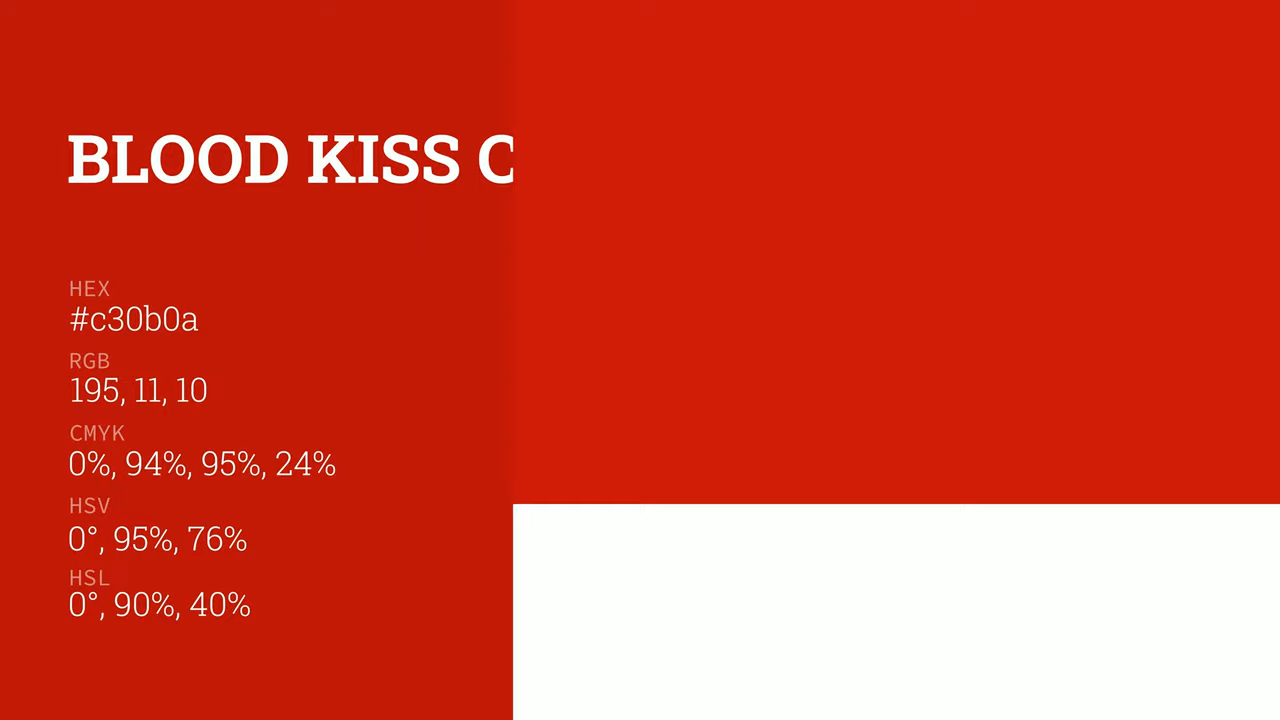 BLOOD KISS C
HEX
#c30b0a
RGB
195, 11, 10
CMYK
0%, 94%, 95%, 24%
HSV
0°, 95%, 76%
HSL
0°, 90%, 40%